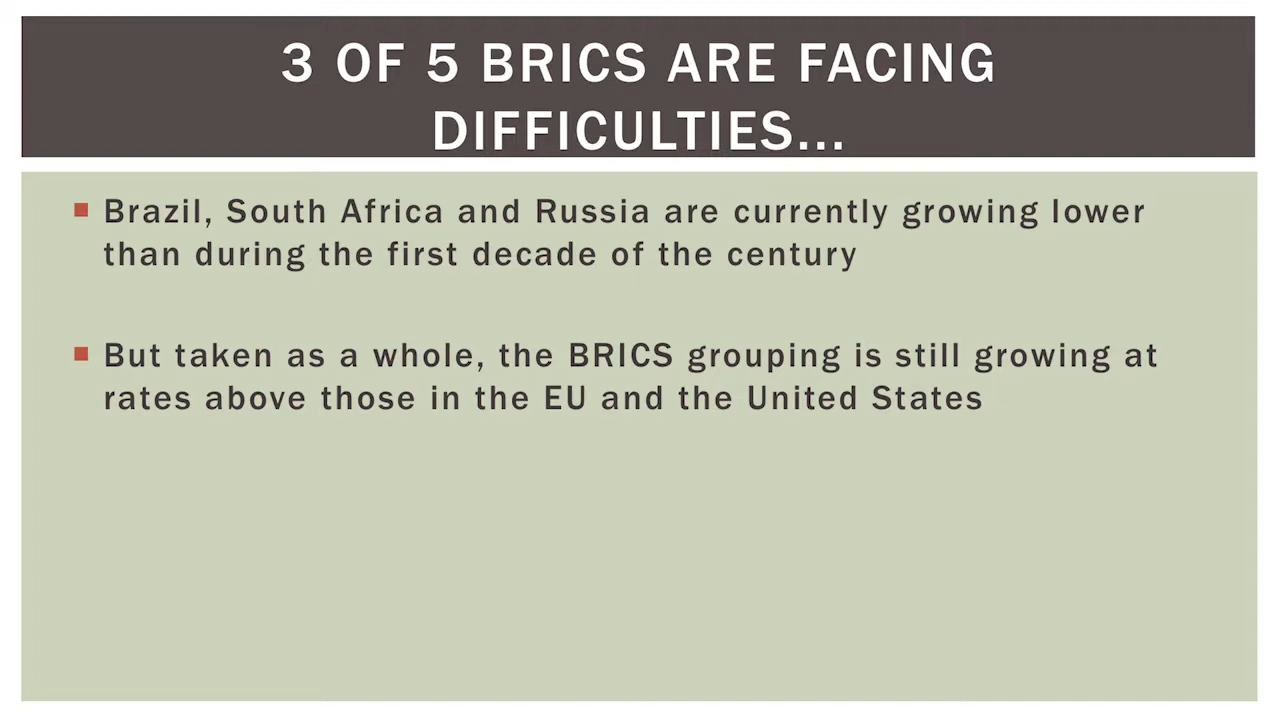 3 OF 5 BRICS ARE FACING
DIFFICULTIES...
Brazil, South Africa and Russia are currently growing lower
than during the first decade of the century
But taken as a whole, the BRICS grouping is still growing at
rates above those in the EU and the United States